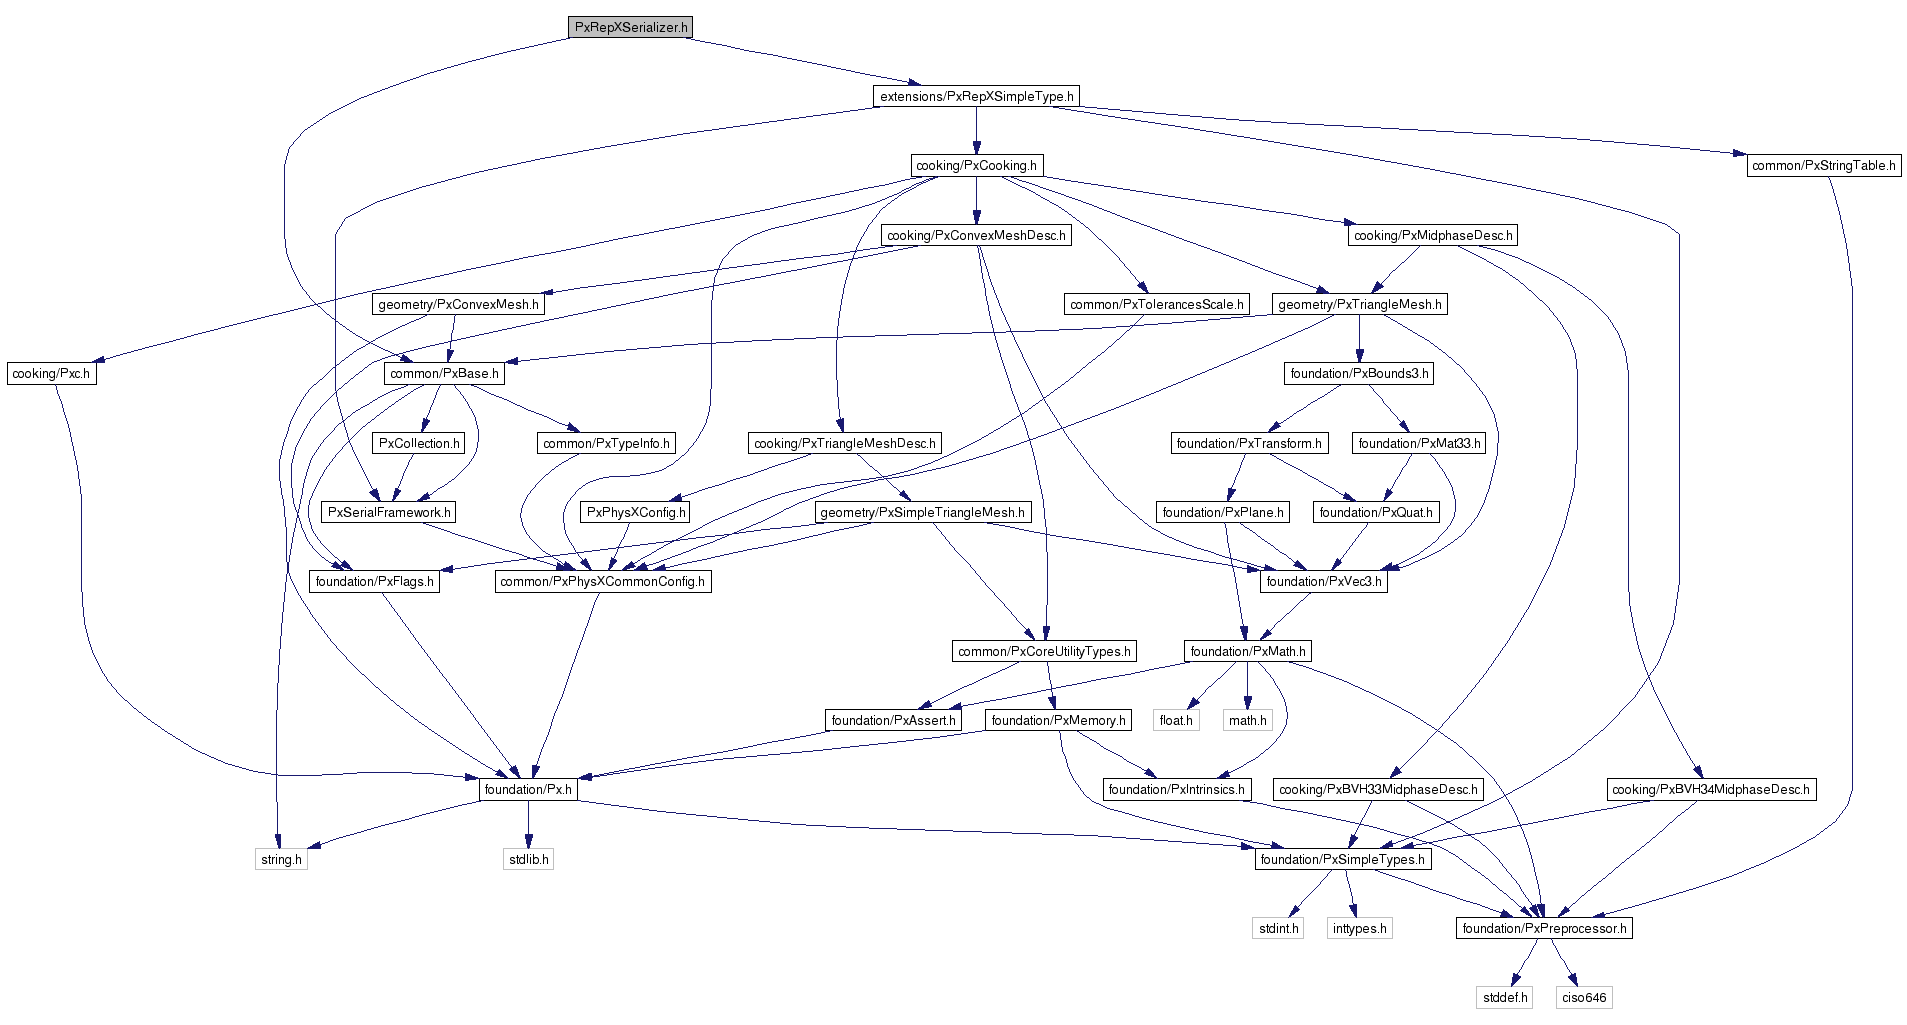 PxRepXSerializer.h
extensions/PxRepXSimpleType.h
cooking/PxCooking.h
common/PxStringTable.h
cooking/PxConvexMeshDesc.h
cooking/PxMidphaseDesc.h
geometry/PxConvexMesh.h
common/PxTolerancesScale.h
geometry/PxTriangleMesh.h
cooking/Pxc.h
common/PxBase.h
foundation/PxBounds3.h
PxCollection.h
common/PxTypeInfo.h
cooking/PxTriangleMeshDesc.h
foundation/PxTransform.h
foundation/PxMat33.h
PxSerialFramework.h
PxPhysXConfig.h
geometry/PxSimpleTriangleMesh.h
foundation/PxPlane.h
foundation/PxQuat.h
foundation/PxFlags.h
common/PxPhysXCommonConfig.h
foundation/PxVec3.h
common/PxCoreUtilityTypes.h
foundation/PxMath.h
foundation/PxAssert.h
foundation/PxMemory.h
float.h
math.h
foundation/Px.h
foundation/PxIntrinsics.h
cooking/PxBVH33MidphaseDesc.h
cooking/PxBVH34MidphaseDesc.h
string.h
stdlib.h
foundation/PxSimpleTypes.h
stdint.h
inttypes.h
foundation/PxPreprocessor.h
stddef.h
ciso646